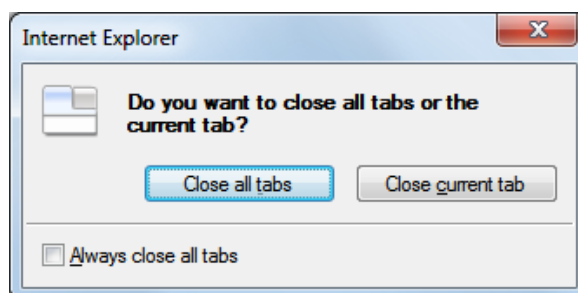 Internet Explorer
Do you want to close all tabs or the
current tab?
Close all tabs
Close current tab
Always close all tabs